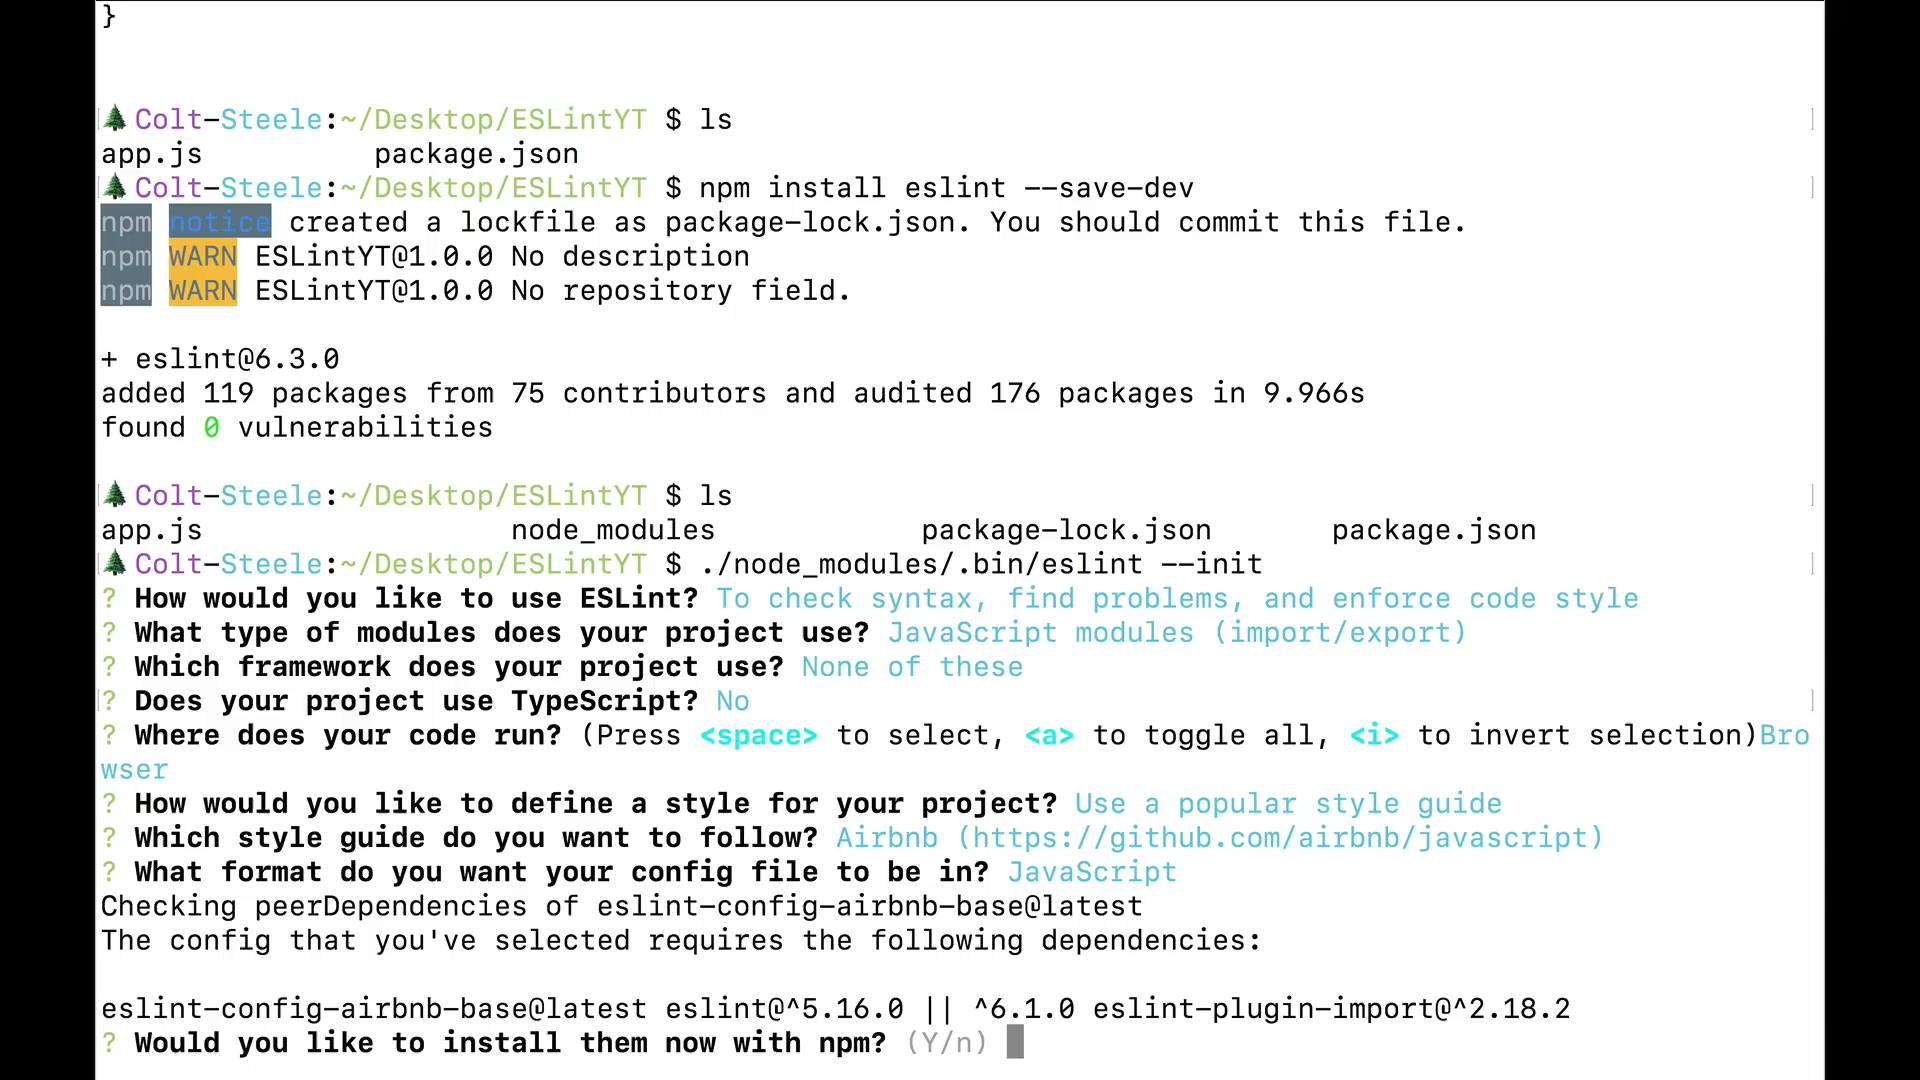 }
Colt-Steele:~/Desktop/ESLintYT $ ls
app.js package.json
Colt-Steele:~/Desktop/ESLintYT $ npm install eslint --save-dev
npm notice created a lockfile as package-lock.json. You should commit this file.
npm WARN ESLintYT@1.0.0 No description
npm WARN ESLintYT@1.0.0 No repository field.
+ eslint@6.3.0
added 119 packages from 75 contributors and audited 176 packages in 9.966s
found 0 vulnerabilities
Colt-Steele:~/Desktop/ESLintYT $ ls
app.js node_modules package-lock.json package.json
Colt-Steele:~/Desktop/ESLintYT $ ./node_modules/.bin/eslint --init
? How would you like to use ESLint? To check syntax, find problems, and enforce code style
? What type of modules does your project use? JavaScript modules (import/export)
? Which framework does your project use? None of these
? Does your project use TypeScript? No
? Where does your code run? (Press <space> to select, <a> to toggle all, <i> to invert selection)Bro
wser
? How would you like to define a style for your project? Use a popular style guide
? Which style guide do you want to follow? Airbnb (https://github.com/airbnb/javascript)
? What format do you want your config file to be in? JavaScript
Checking peerDependencies of eslint-config-airbnb-base@latest
The config that you've selected requires the following dependencies:
eslint-config-airbnb-base@latest eslint@^5.16.0 || ^6.1.0 eslint-plugin-import@^2.18.2
? Would you like to install them now with npm? (Y/n)